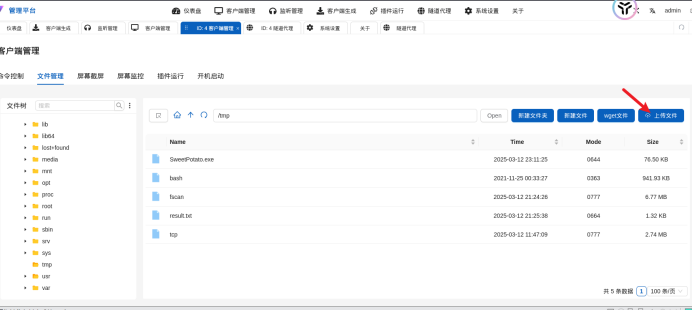 管理平台
仪表盘 客户端管理 监听管理 客户端生成 插件运行 隧道代理 系统设置 关于 admin
仪表盘 客户端生成 监听管理 客户端管理 ID: 4 客户端管理 ID: 4 隧道代理 系统设置 关于 隧道代理
客户端管理
命令控制 文件管理 屏幕截屏 屏幕监控 插件运行 开机启动
文件树 搜索
/tmp Open 新建文件夹 新建文件 wget文件 上传文件
lib
lib64
lost+found
media
mnt
opt
proc
root
run
sbin
srv
sys
tmp
usr
var
Name Time Mode Size
SweetPotato.exe 2025-03-12 23:11:25 0644 76.50 KB
bash 2021-11-25 00:33:27 0363 941.93 KB
fscan 2025-03-12 21:24:26 0777 6.77 MB
result.txt 2025-03-12 21:25:38 0664 1.32 KB
tcp 2025-03-12 11:47:09 0777 2.74 MB
共 5 条数据 1 100 条/页